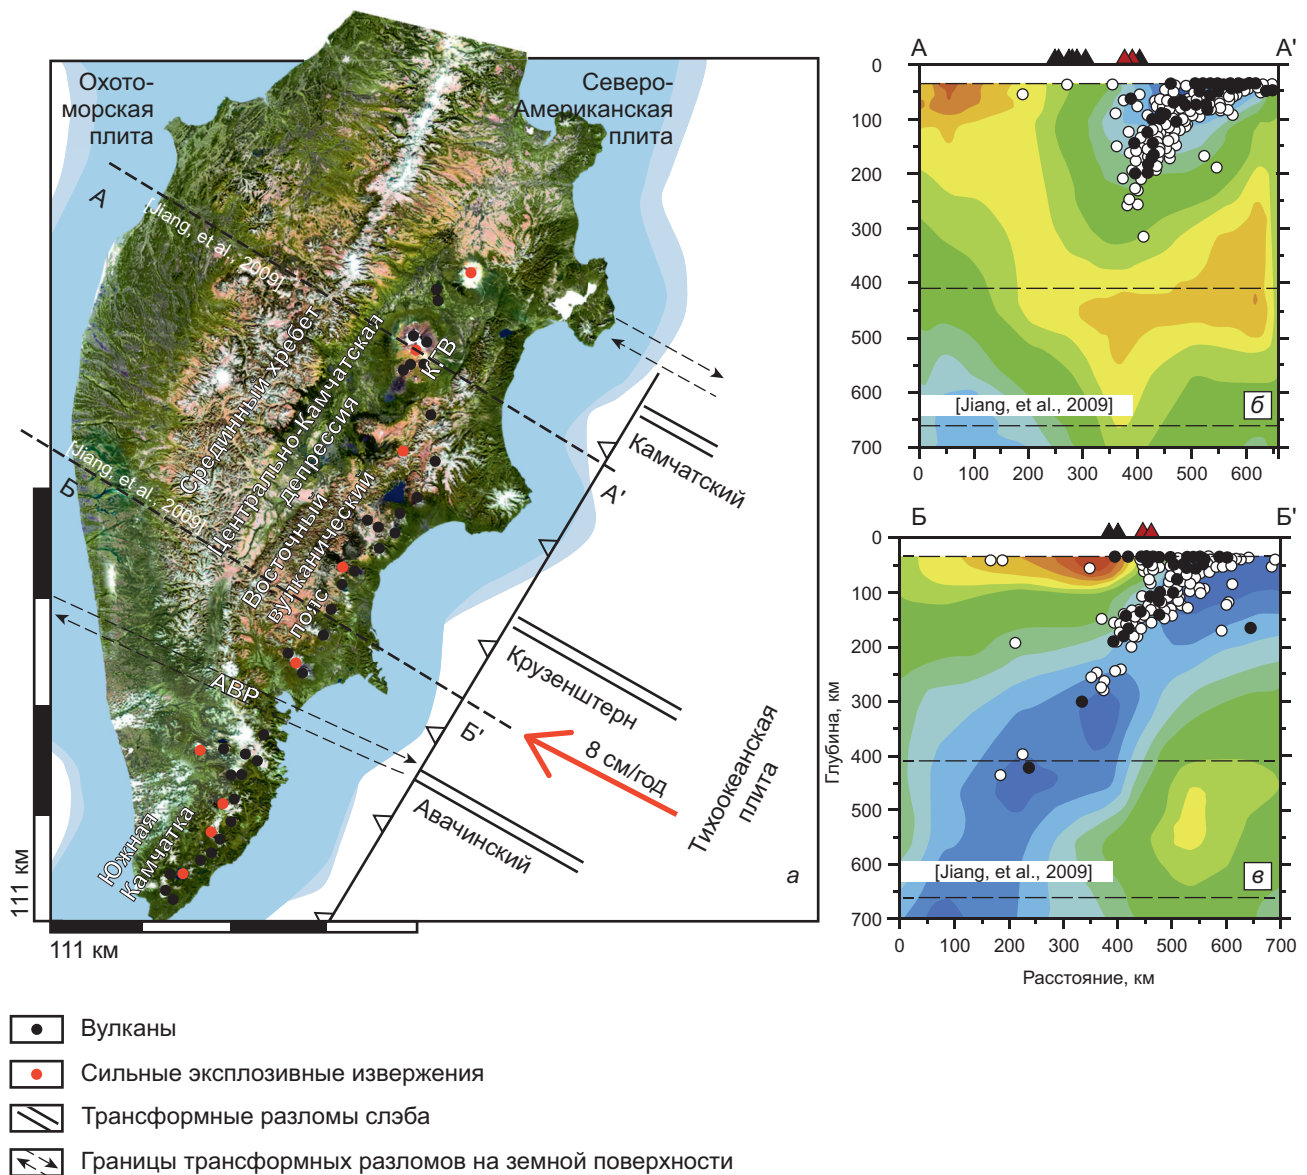 Охото-
морская
плита
Северо-
Американская
плита
А
[Jiang, et al., 2009]
Срединный хребет
Центрально-Камчатская
депрессия
КГВ
Восточный
вулканический
пояс
Б
[Jiang, et al., 2009]
А'
Камчатский
АВР
Крузенштерн
Б'
8 см/год
Тихоокеанская
плита
Авачинский
Южная
Камчатка
а
111 км
111 км
А
А'
0
100
200
300
400
500
600
700
[Jiang, et al., 2009]
б
0 100 200 300 400 500 600
Б
Б'
0
100
200
300
400
500
600
700
Глубина, км
[Jiang, et al., 2009]
в
0 100 200 300 400 500 600 700
Расстояние, км
Вулканы
Сильные эксплозивные извержения
Трансформные разломы слэба
Границы трансформных разломов на земной поверхности